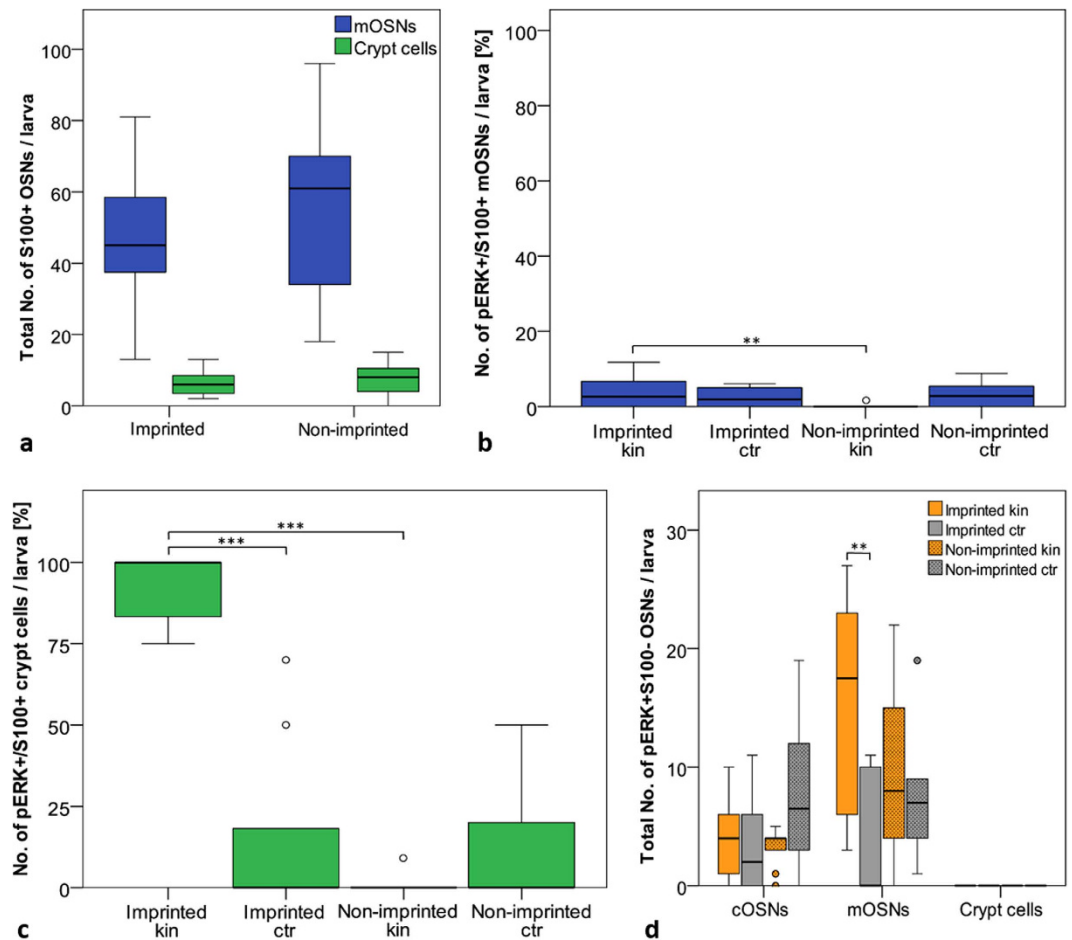 mOSNs
Crypt cells
Total No. of S100+ OSNs / larva
100
80
60
40
20
0
Imprinted
Non-imprinted
a
No. of pERK+/S100+ mOSNs / larva [%]
100
80
60
40
20
0
**
Imprinted
kin
Imprinted
ctr
Non-imprinted
kin
Non-imprinted
ctr
b
No. of pERK+/S100+ crypt cells / larva [%]
100
75
50
25
0
***
***
Imprinted
kin
Imprinted
ctr
Non-imprinted
kin
Non-imprinted
ctr
c
Imprinted kin
Imprinted ctr
Non-imprinted kin
Non-imprinted ctr
Total No. of pERK+S100- OSNs / larva
30
20
10
0
**
cOSNs
mOSNs
Crypt cells
d